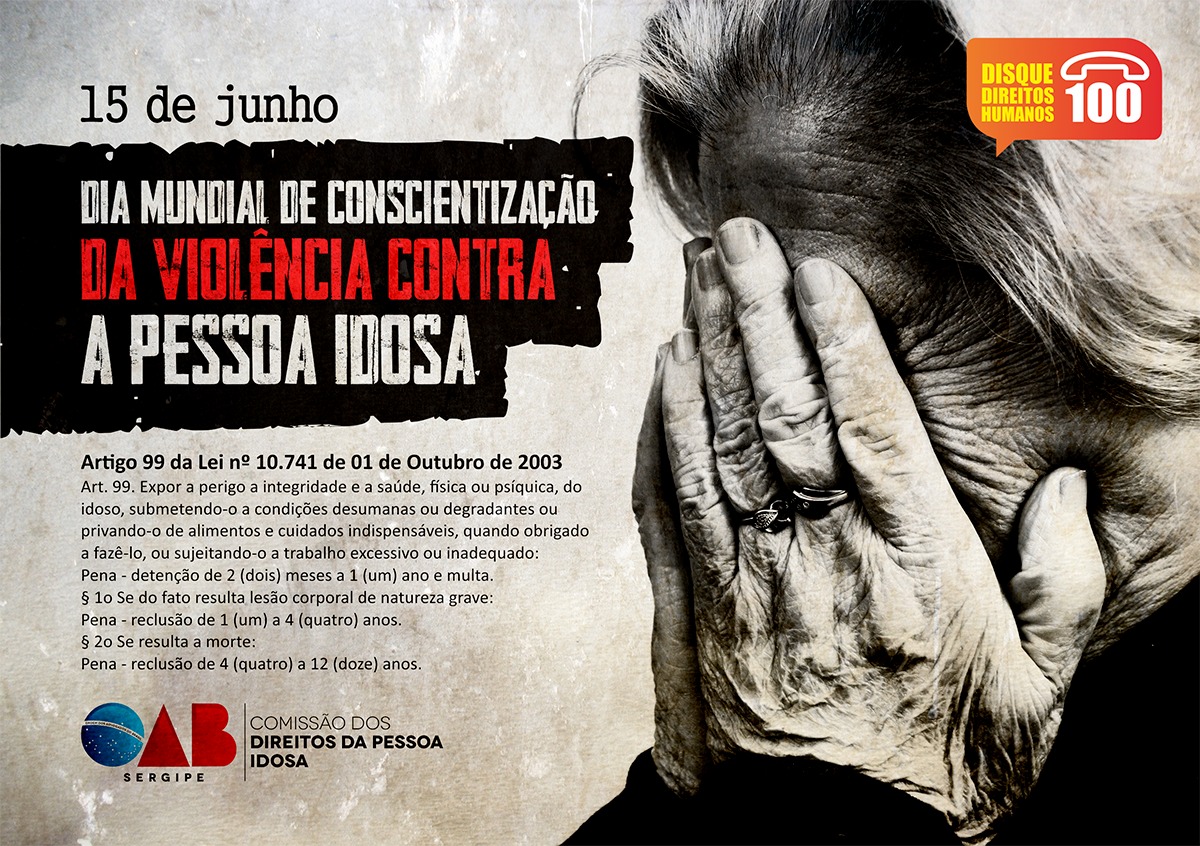 15 de junho
DIA MUNDIAL DE CONSCIENTIZAÇÃO
DA VIOLÊNCIA CONTRA
A PESSOA IDOSA
DISQUE
DIREITOS
HUMANOS
100
Artigo 99 da Lei nº 10.741 de 01 de Outubro de 2003
Art. 99. Expor a perigo a integridade e a saúde, física ou psíquica, do
idoso, submetendo-o a condições desumanas ou degradantes ou
privando-o de alimentos e cuidados indispensáveis, quando obrigado
a fazê-lo, ou sujeitando-o a trabalho excessivo ou inadequado:
Pena - detenção de 2 (dois) meses a 1 (um) ano e multa.
§ 1o Se do fato resulta lesão corporal de natureza grave:
Pena - reclusão de 1 (um) a 4 (quatro) anos.
§ 2o Se resulta a morte:
Pena - reclusão de 4 (quatro) a 12 (doze) anos.
OAB
SERGIPE
COMISSÃO DOS
DIREITOS DA PESSOA
IDOSA